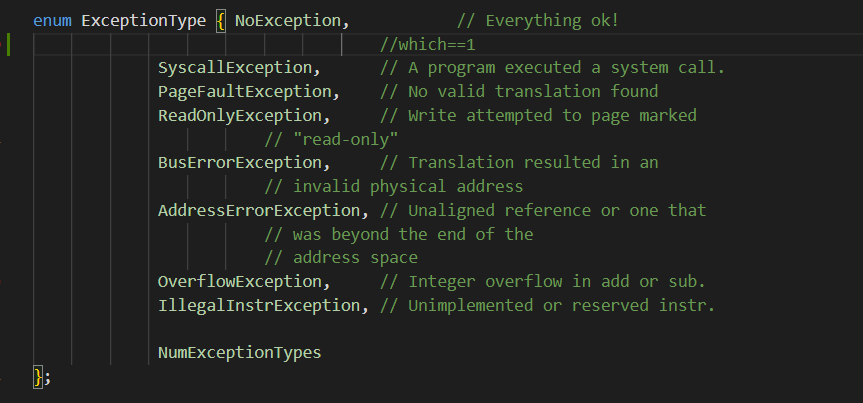 enum ExceptionType { NoException, // Everything ok!
//which==1
SyscallException, // A program executed a system call.
PageFaultException, // No valid translation found
ReadOnlyException, // Write attempted to page marked
// "read-only"
BusErrorException, // Translation resulted in an
// invalid physical address
AddressErrorException, // Unaligned reference or one that
// was beyond the end of the
// address space
OverflowException, // Integer overflow in add or sub.
IllegalInstrException, // Unimplemented or reserved instr.
NumExceptionTypes
};